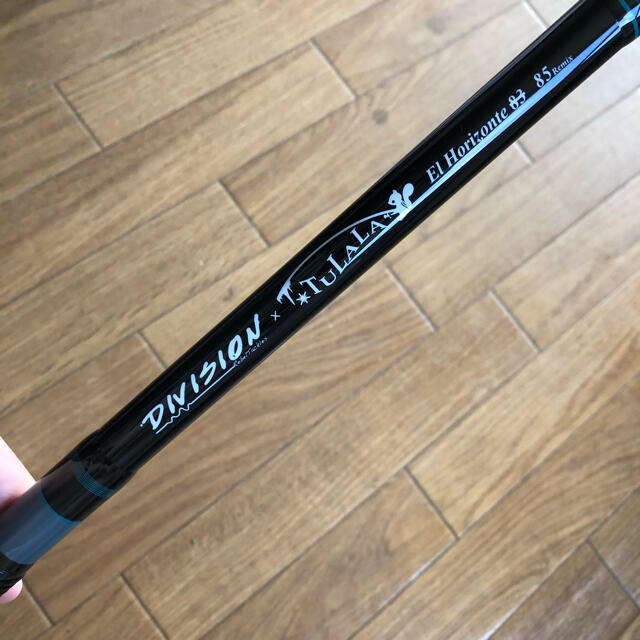 DIVISION × TULALA El Horizonte 83 85 Remix